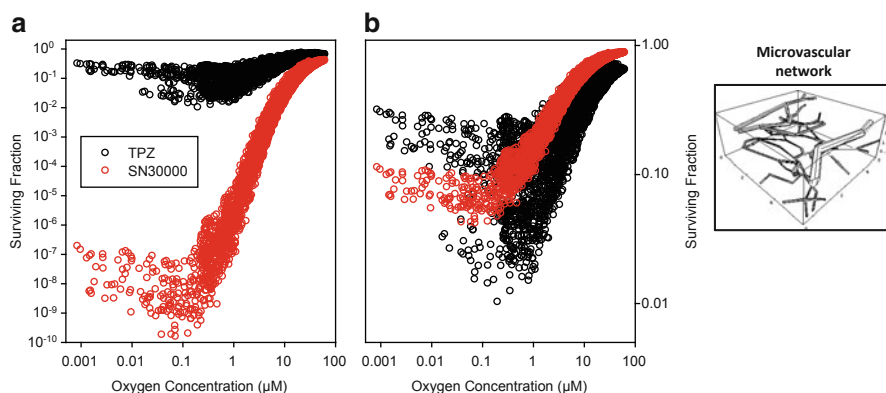 a
10^0
10^-1
10^-2
10^-3
10^-4
10^-5
10^-6
10^-7
10^-8
10^-9
10^-10
Surviving Fraction
TPZ
SN30000
0.001 0.01 0.1 1 10 100
Oxygen Concentration (µM)
b
1.00
0.10
0.01
Surviving Fraction
0.001 0.01 0.1 1 10 100
Oxygen Concentration (µM)
Microvascular
network